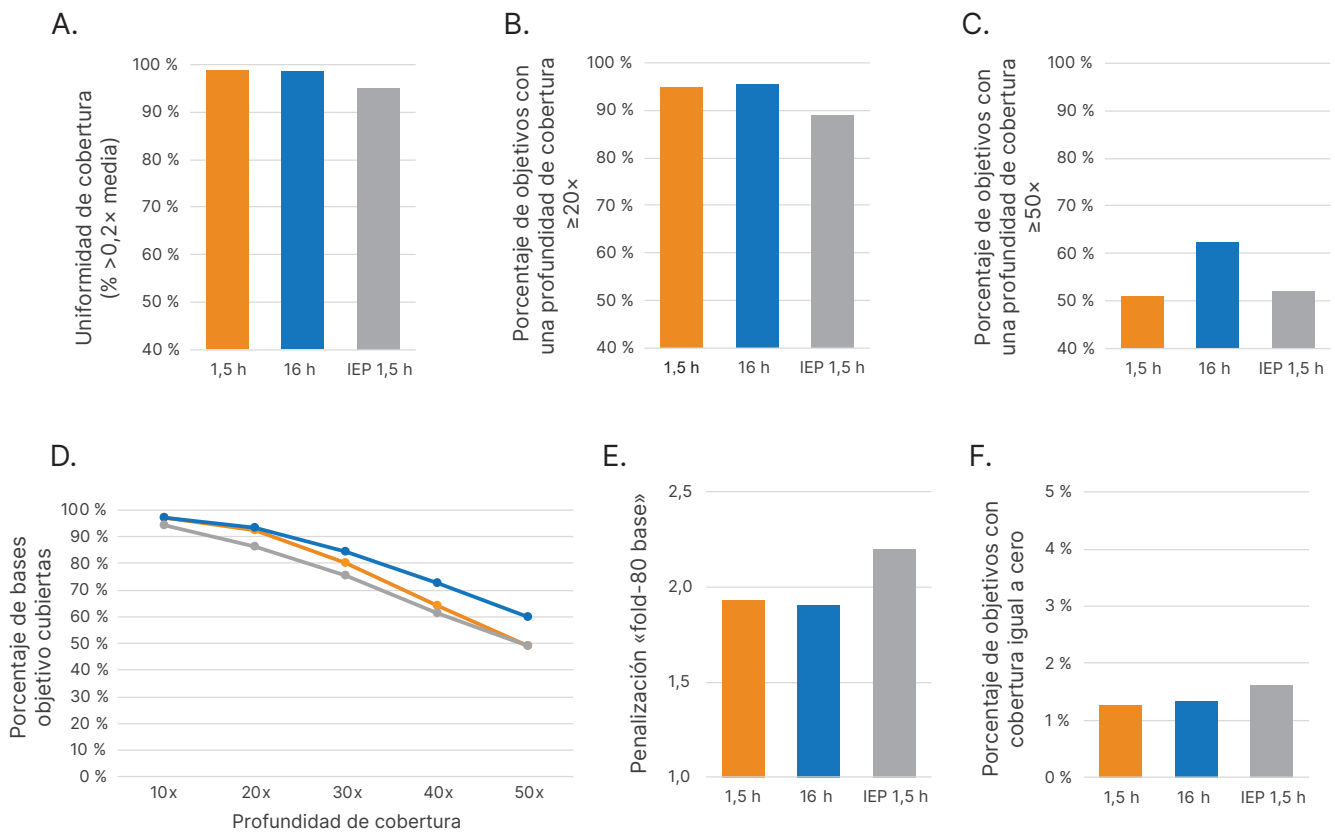 A.
Uniformidad de cobertura
(% >0,2× media)
100 %
90 %
80 %
70 %
60 %
50 %
40 %
1,5 h
16 h
IEP 1,5 h
B.
Porcentaje de objetivos con
una profundidad de cobertura
≥20×
100 %
90 %
80 %
70 %
60 %
50 %
40 %
1,5 h
16 h
IEP 1,5 h
C.
Porcentaje de objetivos con
una profundidad de cobertura
≥50×
100 %
90 %
80 %
70 %
60 %
50 %
40 %
1,5 h
16 h
IEP 1,5 h
D.
Porcentaje de bases
objetivo cubiertas
100 %
90 %
80 %
70 %
60 %
50 %
40 %
30 %
20 %
10 %
0 %
10x
20x
30x
40x
50x
Profundidad de cobertura
E.
Penalización «fold-80 base»
2,5
2,0
1,5
1,0
1,5 h
16 h
IEP 1,5 h
F.
Porcentaje de objetivos con
cobertura igual a cero
5 %
4 %
3 %
2 %
1 %
0 %
1,5 h
16 h
IEP 1,5 h